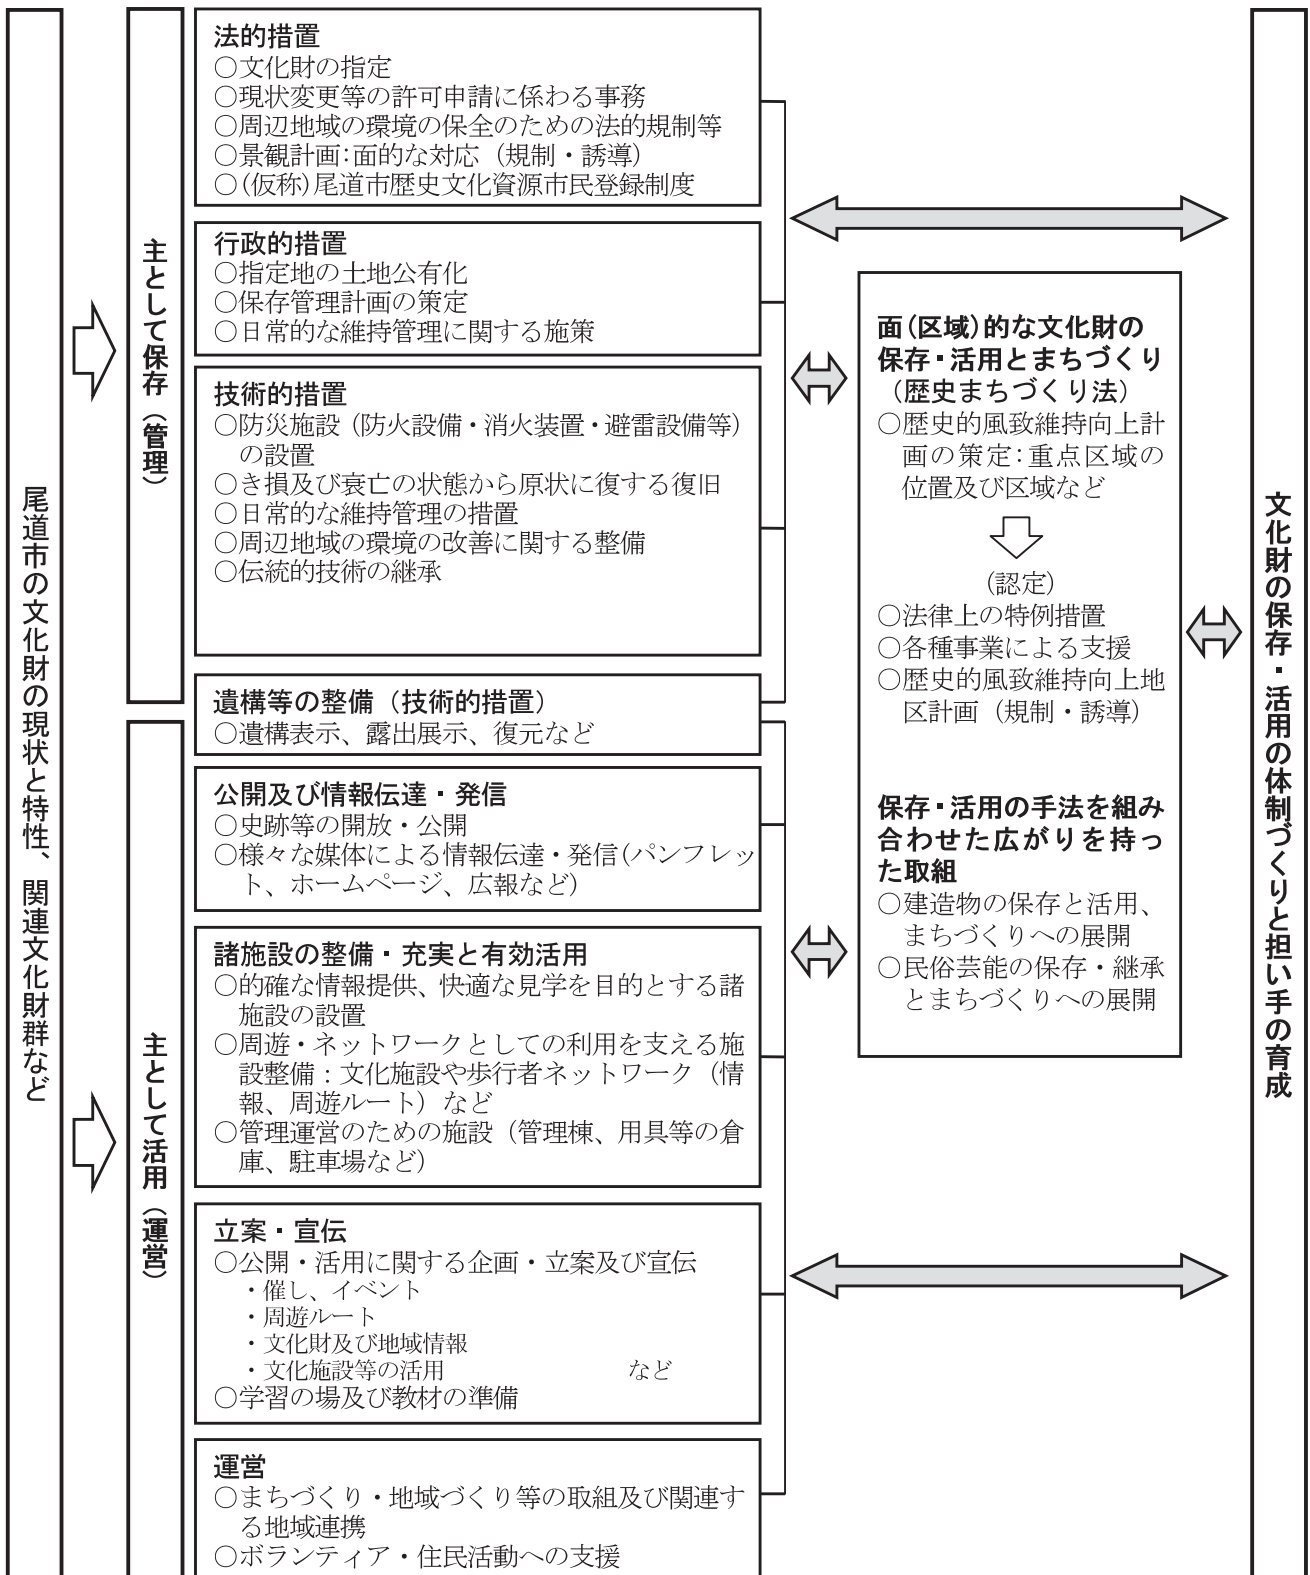 尾道市の文化財の現状と特性、関連文化財群など
主として保存（管理）
法的措置
○文化財の指定
○現状変更等の許可申請に係わる事務
○周辺地域の環境の保全のための法的規制等
○景観計画：面的な対応（規制・誘導）
○（仮称）尾道市歴史文化資源市民登録制度
行政的措置
○指定地の土地公有化
○保存管理計画の策定
○日常的な維持管理に関する施策
技術的措置
○防災施設（防火設備・消火装置・避雷設備等）
の設置
○き損及び衰亡の状態から原状に復する復旧
○日常的な維持管理の措置
○周辺地域の環境の改善に関する整備
○伝統的技術の継承
遺構等の整備（技術的措置）
○遺構表示、露出展示、復元など
主として活用（運営）
公開及び情報伝達・発信
○史跡等の開放・公開
○様々な媒体による情報伝達・発信（パンフレッ
ト、ホームページ、広報など）
諸施設の整備・充実と有効活用
○的確な情報提供、快適な見学を目的とする諸
施設の設置
○周遊・ネットワークとしての利用を支える施
設整備：文化施設や歩行者ネットワーク（情
報、周遊ルート）など
○管理運営のための施設（管理棟、用具等の倉
庫、駐車場など）
立案・宣伝
○公開・活用に関する企画・立案及び宣伝
・催し、イベント
・周遊ルート
・文化財及び地域情報
・文化施設等の活用 など
○学習の場及び教材の準備
運営
○まちづくり・地域づくり等の取組及び関連す
る地域連携
○ボランティア・住民活動への支援
面（区域）的な文化財の
保存・活用とまちづくり
（歴史まちづくり法）
○歴史的風致維持向上計
画の策定：重点区域の
位置及び区域など
（認定）
○法律上の特例措置
○各種事業による支援
○歴史的風致維持向上地
区計画（規制・誘導）
保存・活用の手法を組み
合わせた広がりを持っ
た取組
○建造物の保存と活用、
まちづくりへの展開
○民俗芸能の保存・継承
とまちづくりへの展開
文化財の保存・活用の体制づくりと担い手の育成